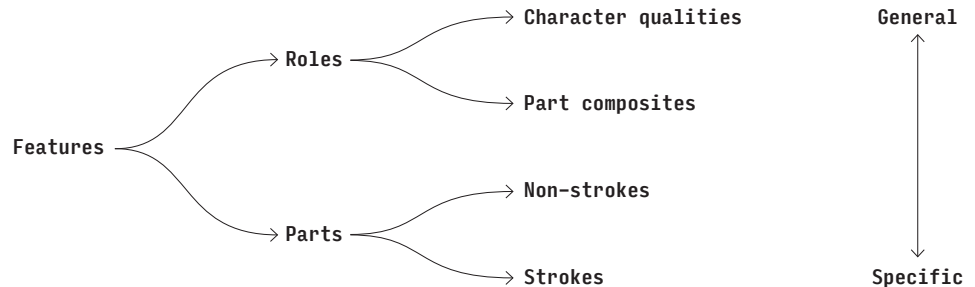 Character qualities
General
Roles
Part composites
Features
Non-strokes
Parts
Strokes
Specific